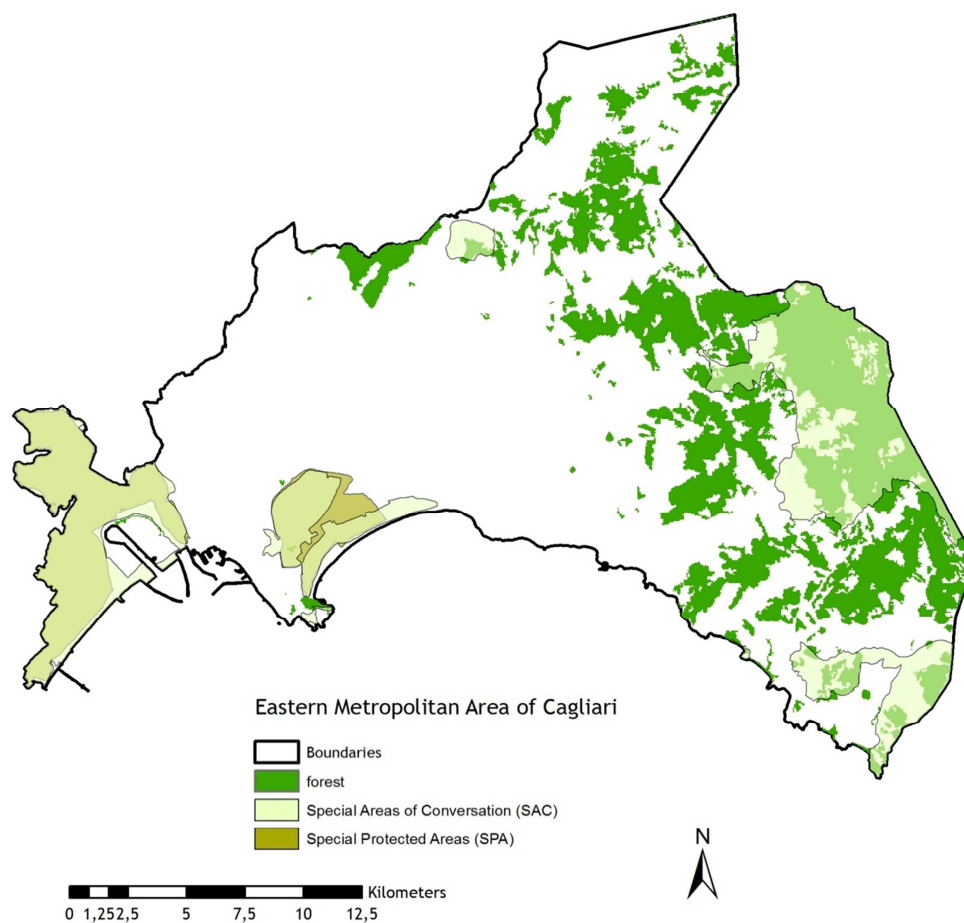 Eastern Metropolitan Area of Cagliari
Boundaries
forest
Special Areas of Conversation (SAC)
Special Protected Areas (SPA)
N
Kilometers
0 1,252,5 5 7,5 10 12,5